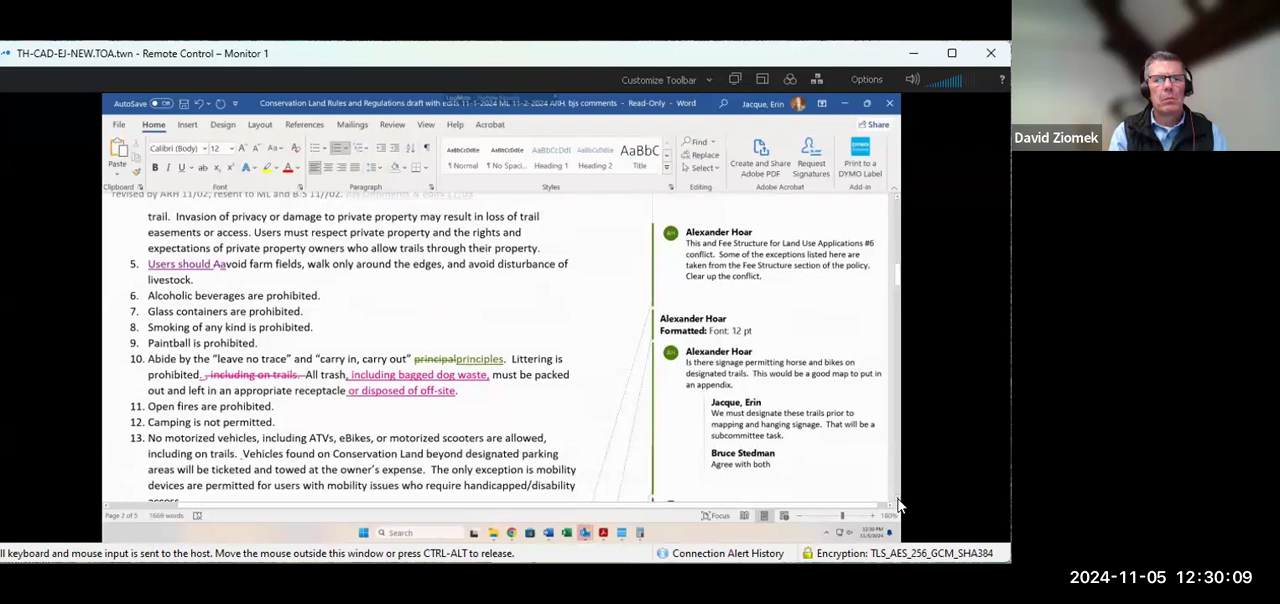 TH-CAD-EJ-NEW.TOA.twn - Remote Control – Monitor 1
Customize Toolbar
Options
?
David Ziomek
AutoSave Off
Conservation Land Rules and Regulations draft with edits 11-1-2024 ML 11-2-2024 ARH. bjs comments - Read-Only - Word
Jacque, Erin
File Home Insert Design Layout References Mailings Review View Help Acrobat
Share
Calibri (Body) 12
Paste
B I U
AaBbCcDdEe AaBbCcDdEe AaBbCcDdI AaBbCcDdEe AaBbC
¶ Normal ¶ No Spaci... Heading 1 Heading 2 Title
Find
Replace
Select
Create and Share
Adobe PDF
Request
Signatures
Print to a
DYMO Label
Clipboard Font Paragraph Styles Editing Adobe Acrobat Add-in
revised by ARH 11/02; resent to ML and BJS 11//02.
trail. Invasion of privacy or damage to private property may result in loss of trail
easements or access. Users must respect private property and the rights and
expectations of private property owners who allow trails through their property.
5. Users should Aavoid farm fields, walk only around the edges, and avoid disturbance of
livestock.
6. Alcoholic beverages are prohibited.
7. Glass containers are prohibited.
8. Smoking of any kind is prohibited.
9. Paintball is prohibited.
10. Abide by the “leave no trace” and “carry in, carry out” principalprinciples. Littering is
prohibited. , including on trails. All trash, including bagged dog waste, must be packed
out and left in an appropriate receptacle or disposed of off-site.
11. Open fires are prohibited.
12. Camping is not permitted.
13. No motorized vehicles, including ATVs, eBikes, or motorized scooters are allowed,
including on trails. Vehicles found on Conservation Land beyond designated parking
areas will be ticketed and towed at the owner’s expense. The only exception is mobility
devices are permitted for users with mobility issues who require handicapped/disability
access
AH Alexander Hoar
This and Fee Structure for Land Use Applications #6
conflict. Some of the exceptions listed here are
taken from the Fee Structure section of the policy.
Clear up the conflict.
Alexander Hoar
Formatted: Font: 12 pt
AH Alexander Hoar
Is there signage permitting horse and bikes on
designated trails. This would be a good map to put in
an appendix.
Jacque, Erin
We must designate these trails prior to
mapping and hanging signage. That will be a
subcommittee task.
Bruce Stedman
Agree with both
Page 2 of 5 1669 words
Focus
160%
Search
12:30 PM
11/5/2024
ll keyboard and mouse input is sent to the host. Move the mouse outside this window or press CTRL-ALT to release.
Connection Alert History
Encryption: TLS_AES_256_GCM_SHA384
2024-11-05 12:30:09